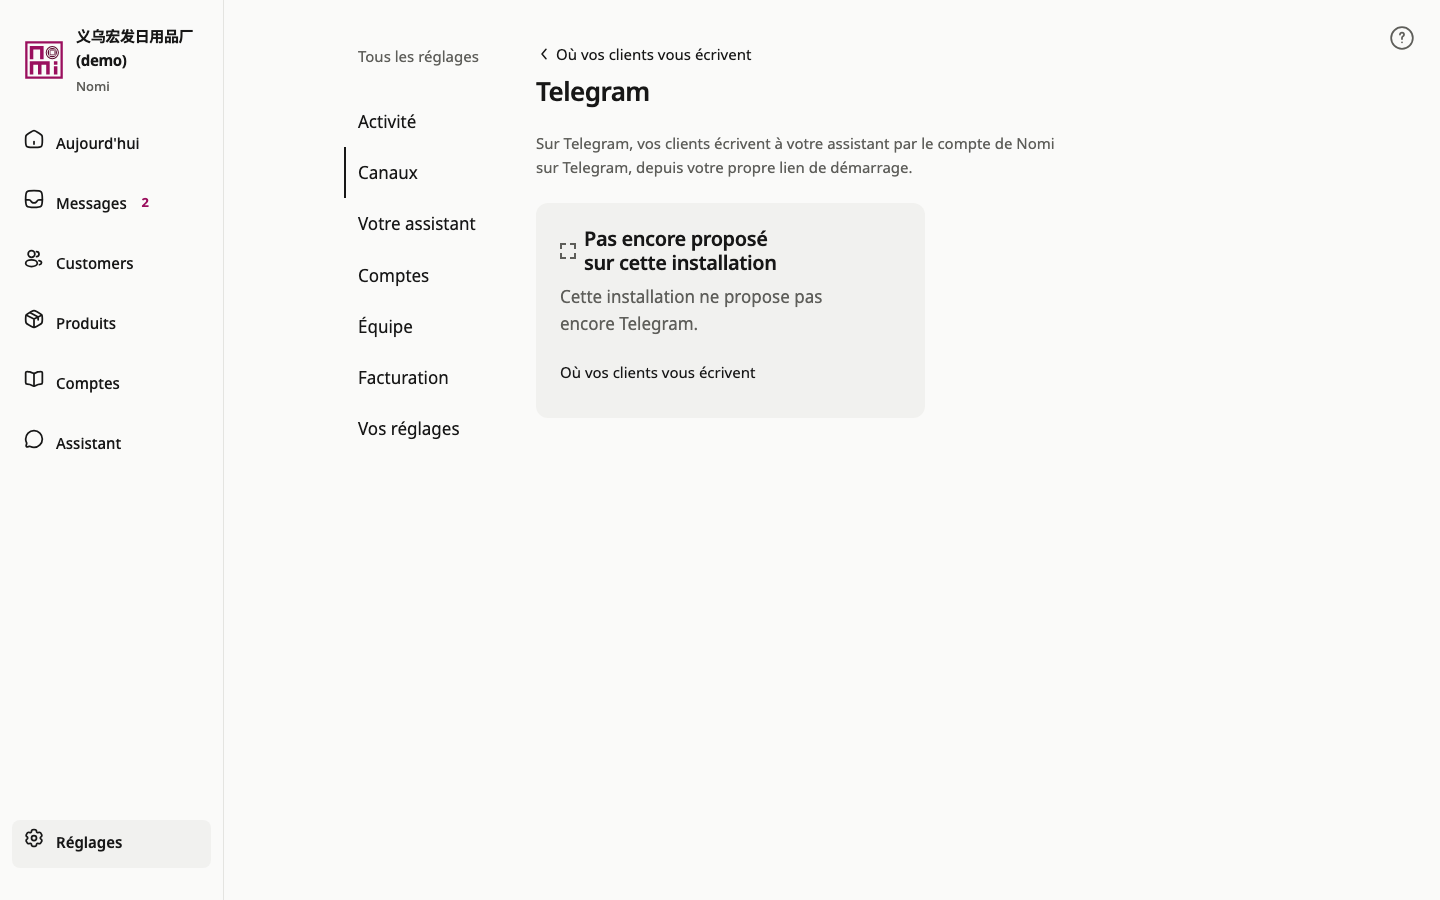 义乌宏发日用品厂
(demo)
Nomi
Aujourd'hui
Messages 2
Customers
Produits
Comptes
Assistant
Réglages
Tous les réglages
Activité
Canaux
Votre assistant
Comptes
Équipe
Facturation
Vos réglages
Où vos clients vous écrivent
Telegram
Sur Telegram, vos clients écrivent à votre assistant par le compte de Nomi
sur Telegram, depuis votre propre lien de démarrage.
Pas encore proposé
sur cette installation
Cette installation ne propose pas
encore Telegram.
Où vos clients vous écrivent